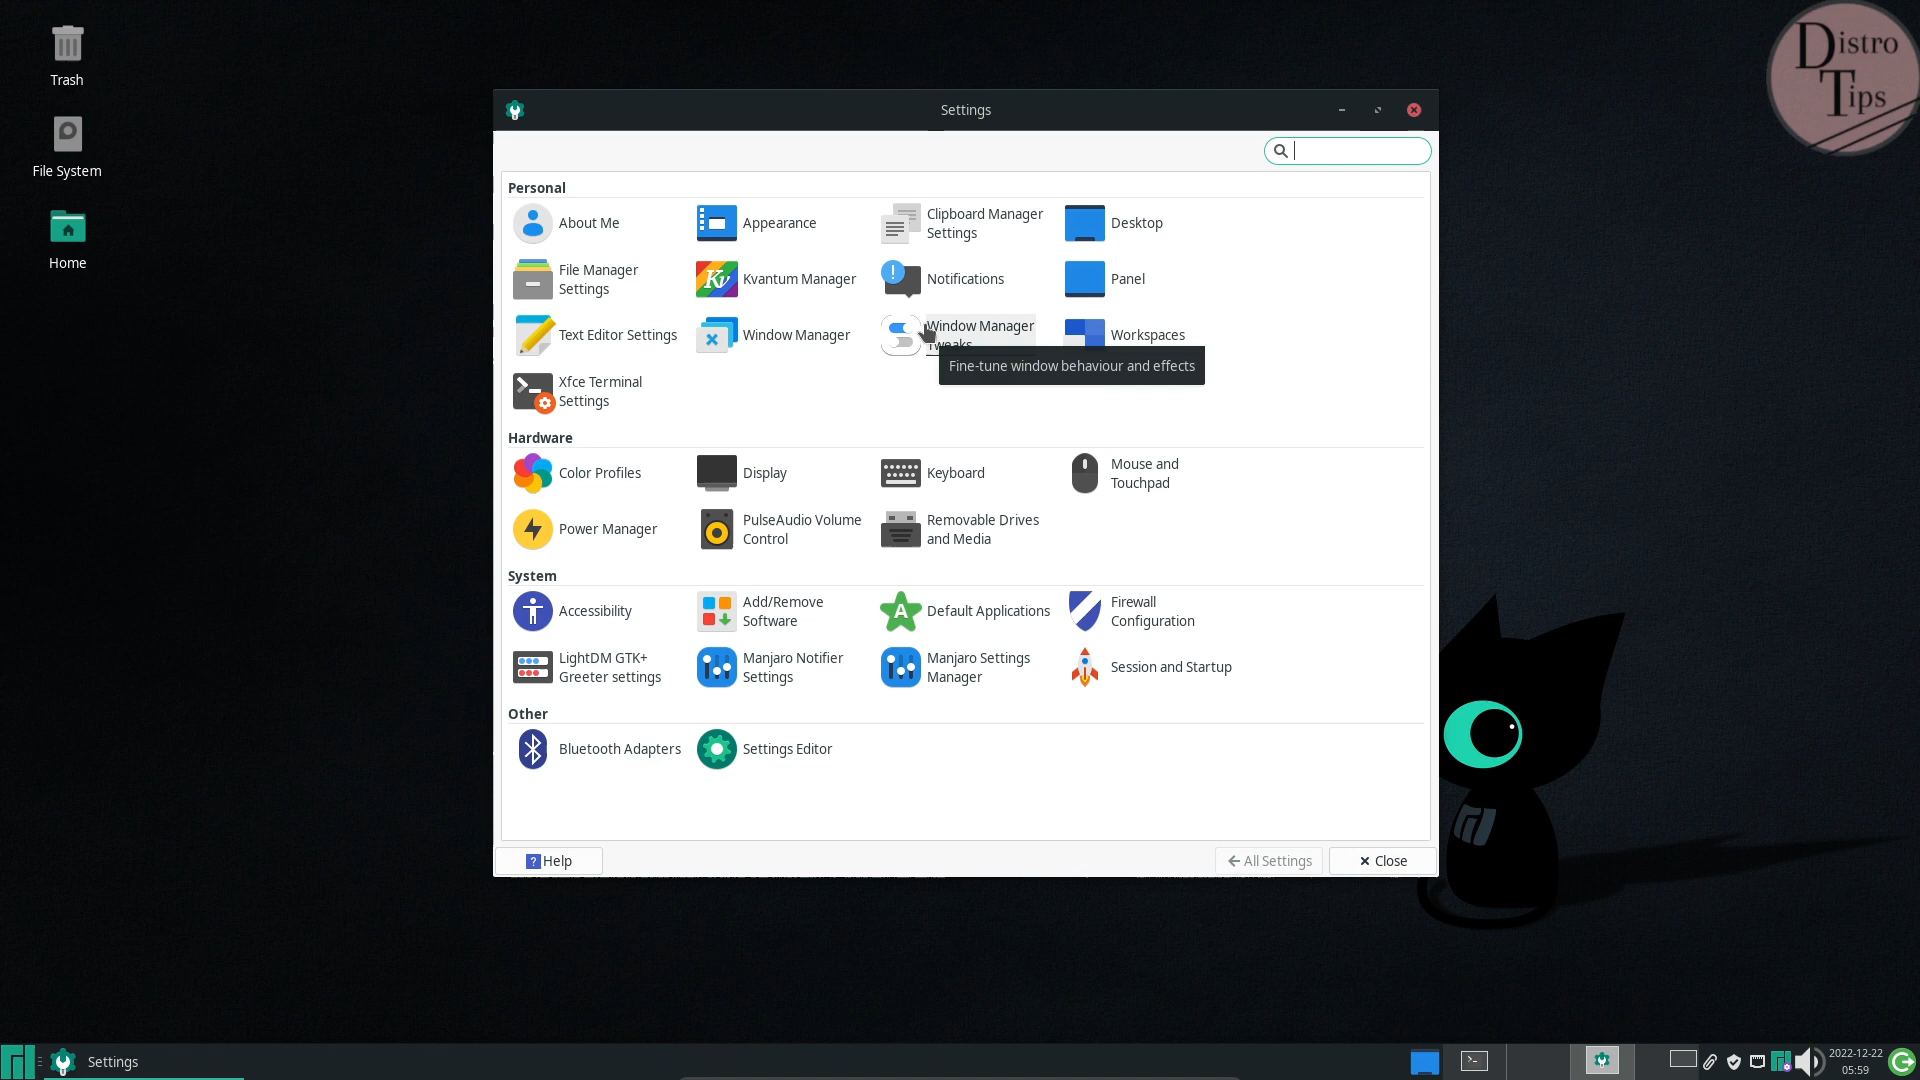 Trash
File System
Home
Distro
Tips
Settings
Personal
About Me
Appearance
Clipboard Manager
Settings
Desktop
File Manager
Settings
Kvantum Manager
Notifications
Panel
Text Editor Settings
Window Manager
Window Manager
Tweaks
Workspaces
Fine-tune window behaviour and effects
Xfce Terminal
Settings
Hardware
Color Profiles
Display
Keyboard
Mouse and
Touchpad
Power Manager
PulseAudio Volume
Control
Removable Drives
and Media
System
Accessibility
Add/Remove
Software
Default Applications
Firewall
Configuration
LightDM GTK+
Greeter settings
Manjaro Notifier
Settings
Manjaro Settings
Manager
Session and Startup
Other
Bluetooth Adapters
Settings Editor
Help
All Settings
Close
Settings
2022-12-22
05:59